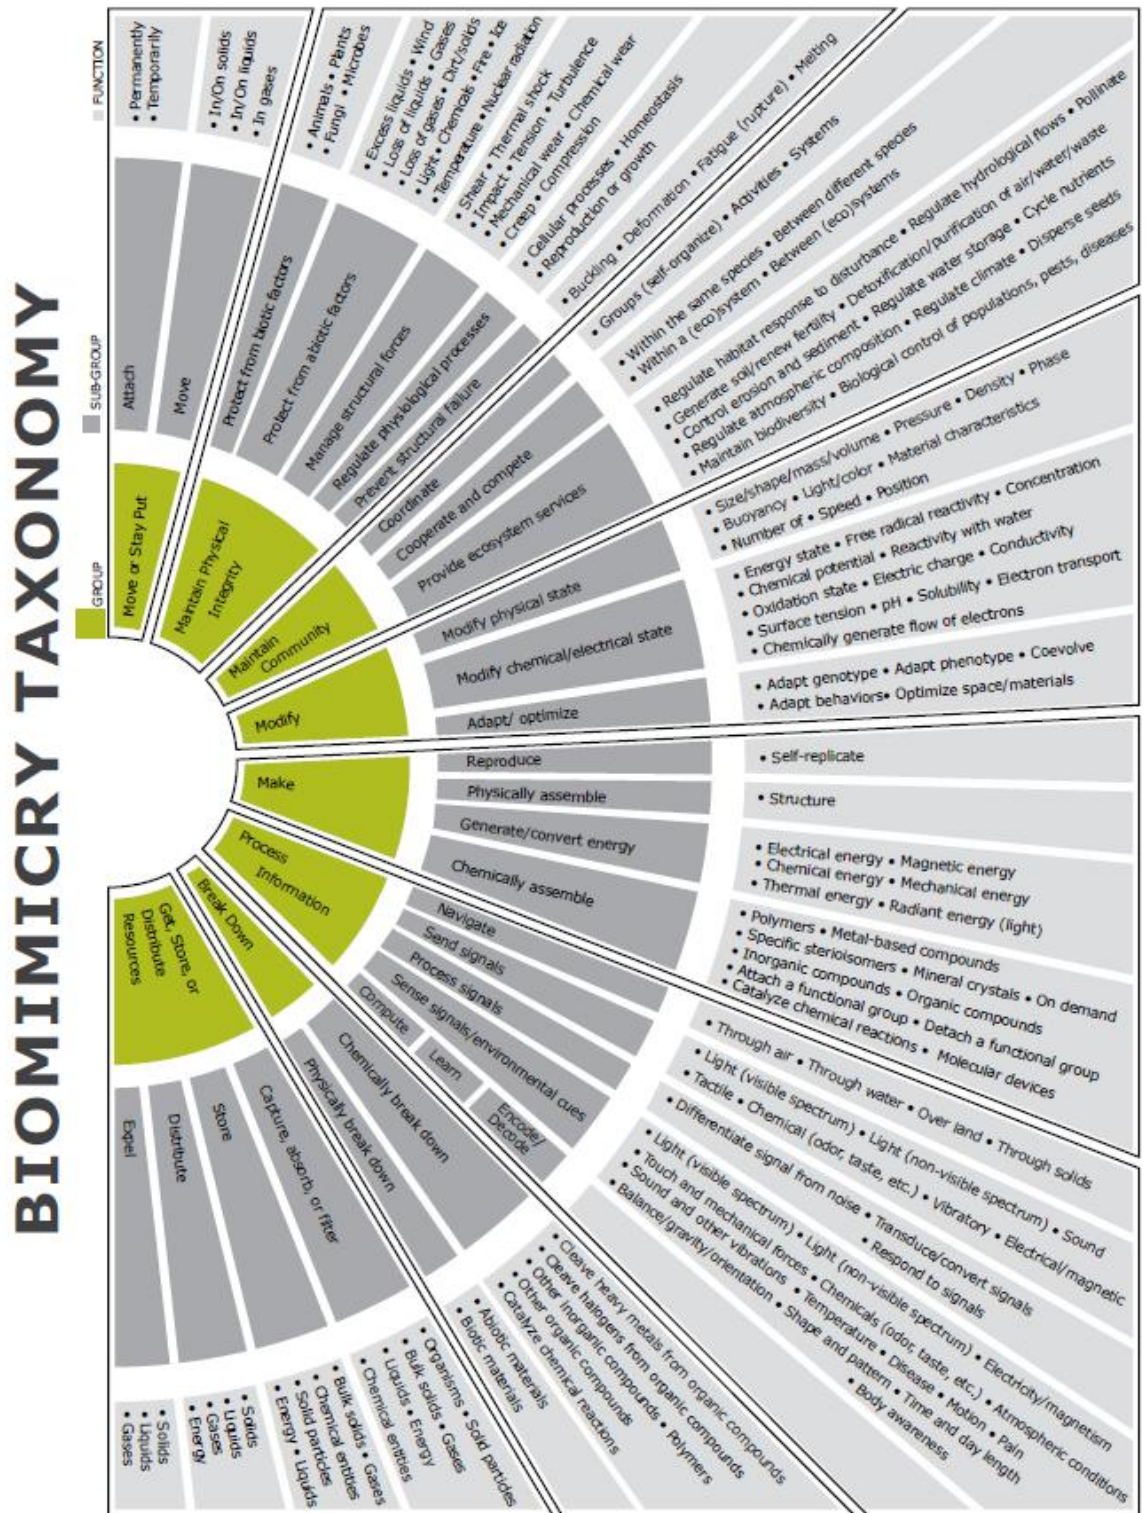 BIOMIMICRY TAXONOMY
GROUP
SUB-GROUP
FUNCTION
Move or Stay Put
Attach
• Permanently
• Temporarily
Move
• In/On solids
• In/On liquids
• In gases
Maintain Physical
Integrity
Protect from biotic factors
• Animals • Plants
• Fungi • Microbes
Protect from abiotic factors
• Excess liquids • Wind
• Loss of liquids • Gases
• Loss of gases • Dirt/solids
• Light • Chemicals • Fire • Ice
• Temperature • Nuclear radiation
Manage structural forces
• Shear • Thermal shock
• Impact • Tension • Turbulence
• Mechanical wear • Chemical wear
• Creep • Compression
Regulate physiological processes
• Cellular processes • Homeostasis
• Reproduction or growth
Prevent structural failure
• Buckling • Deformation • Fatigue (rupture) • Melting
Maintain
Community
Coordinate
• Groups (self-organize) • Activities • Systems
Cooperate and compete
• Within the same species • Between different species
• Within a (eco)system • Between (eco)systems
Provide ecosystem services
• Regulate habitat response to disturbance • Regulate hydrological flows • Pollinate
• Generate soil/renew fertility • Detoxification/purification of air/water/waste
• Control erosion and sediment • Regulate water storage • Cycle nutrients
• Regulate atmospheric composition • Regulate climate • Disperse seeds
• Maintain biodiversity • Biological control of populations, pests, diseases
Modify
Modify physical state
• Size/shape/mass/volume • Pressure • Density • Phase
• Buoyancy • Light/color • Material characteristics
• Number of • Speed • Position
Modify chemical/electrical state
• Energy state • Free radical reactivity • Concentration
• Chemical potential • Reactivity with water
• Oxidation state • Electric charge • Conductivity
• Surface tension • pH • Solubility • Electron transport
• Chemically generate flow of electrons
Adapt/ optimize
• Adapt genotype • Adapt phenotype • Coevolve
• Adapt behaviors• Optimize space/materials
Make
Reproduce
• Self-replicate
Physically assemble
• Structure
Generate/convert energy
• Electrical energy • Magnetic energy
• Chemical energy • Mechanical energy
• Thermal energy • Radiant energy (light)
Chemically assemble
• Polymers • Metal-based compounds
• Specific sterioisomers • Mineral crystals • On demand
• Inorganic compounds • Organic compounds
• Attach a functional group • Detach a functional group
• Catalyze chemical reactions • Molecular devices
Process
Information
Navigate
• Through air • Through water • Over land • Through solids
Send signals
• Light (visible spectrum) • Light (non-visible spectrum) • Sound
• Tactile • Chemical (odor, taste, etc.) • Vibratory • Electrical/magnetic
Process signals
• Differentiate signal from noise • Transduce/convert signals
• Respond to signals
Sense signals/environmental cues
• Light (visible spectrum) • Light (non-visible spectrum) • Electricity/magnetism
• Touch and mechanical forces • Chemicals (odor, taste, etc.) • Atmospheric conditions
• Sound and other vibrations • Temperature • Disease • Motion • Pain
• Balance/gravity/orientation • Shape and pattern • Time and day length
• Body awareness
Compute
Learn
Encode/
Decode
Break Down
Chemically break down
• Cleave heavy metals from organic compounds
• Cleave halogens from organic compounds
• Other inorganic compounds • Polymers
• Other organic compounds
• Catalyze chemical reactions
Physically break down
• Abiotic materials
• Biotic materials
Get, Store, or
Distribute
Resources
Capture, absorb, or filter
• Organisms • Solid particles
• Bulk solids • Gases
• Liquids • Energy
• Chemical entities
Store
• Bulk solids • Gases
• Chemical entities
• Solid particles
• Energy • Liquids
Distribute
• Solids
• Liquids
• Gases
• Energy
Expel
• Solids
• Liquids
• Gases